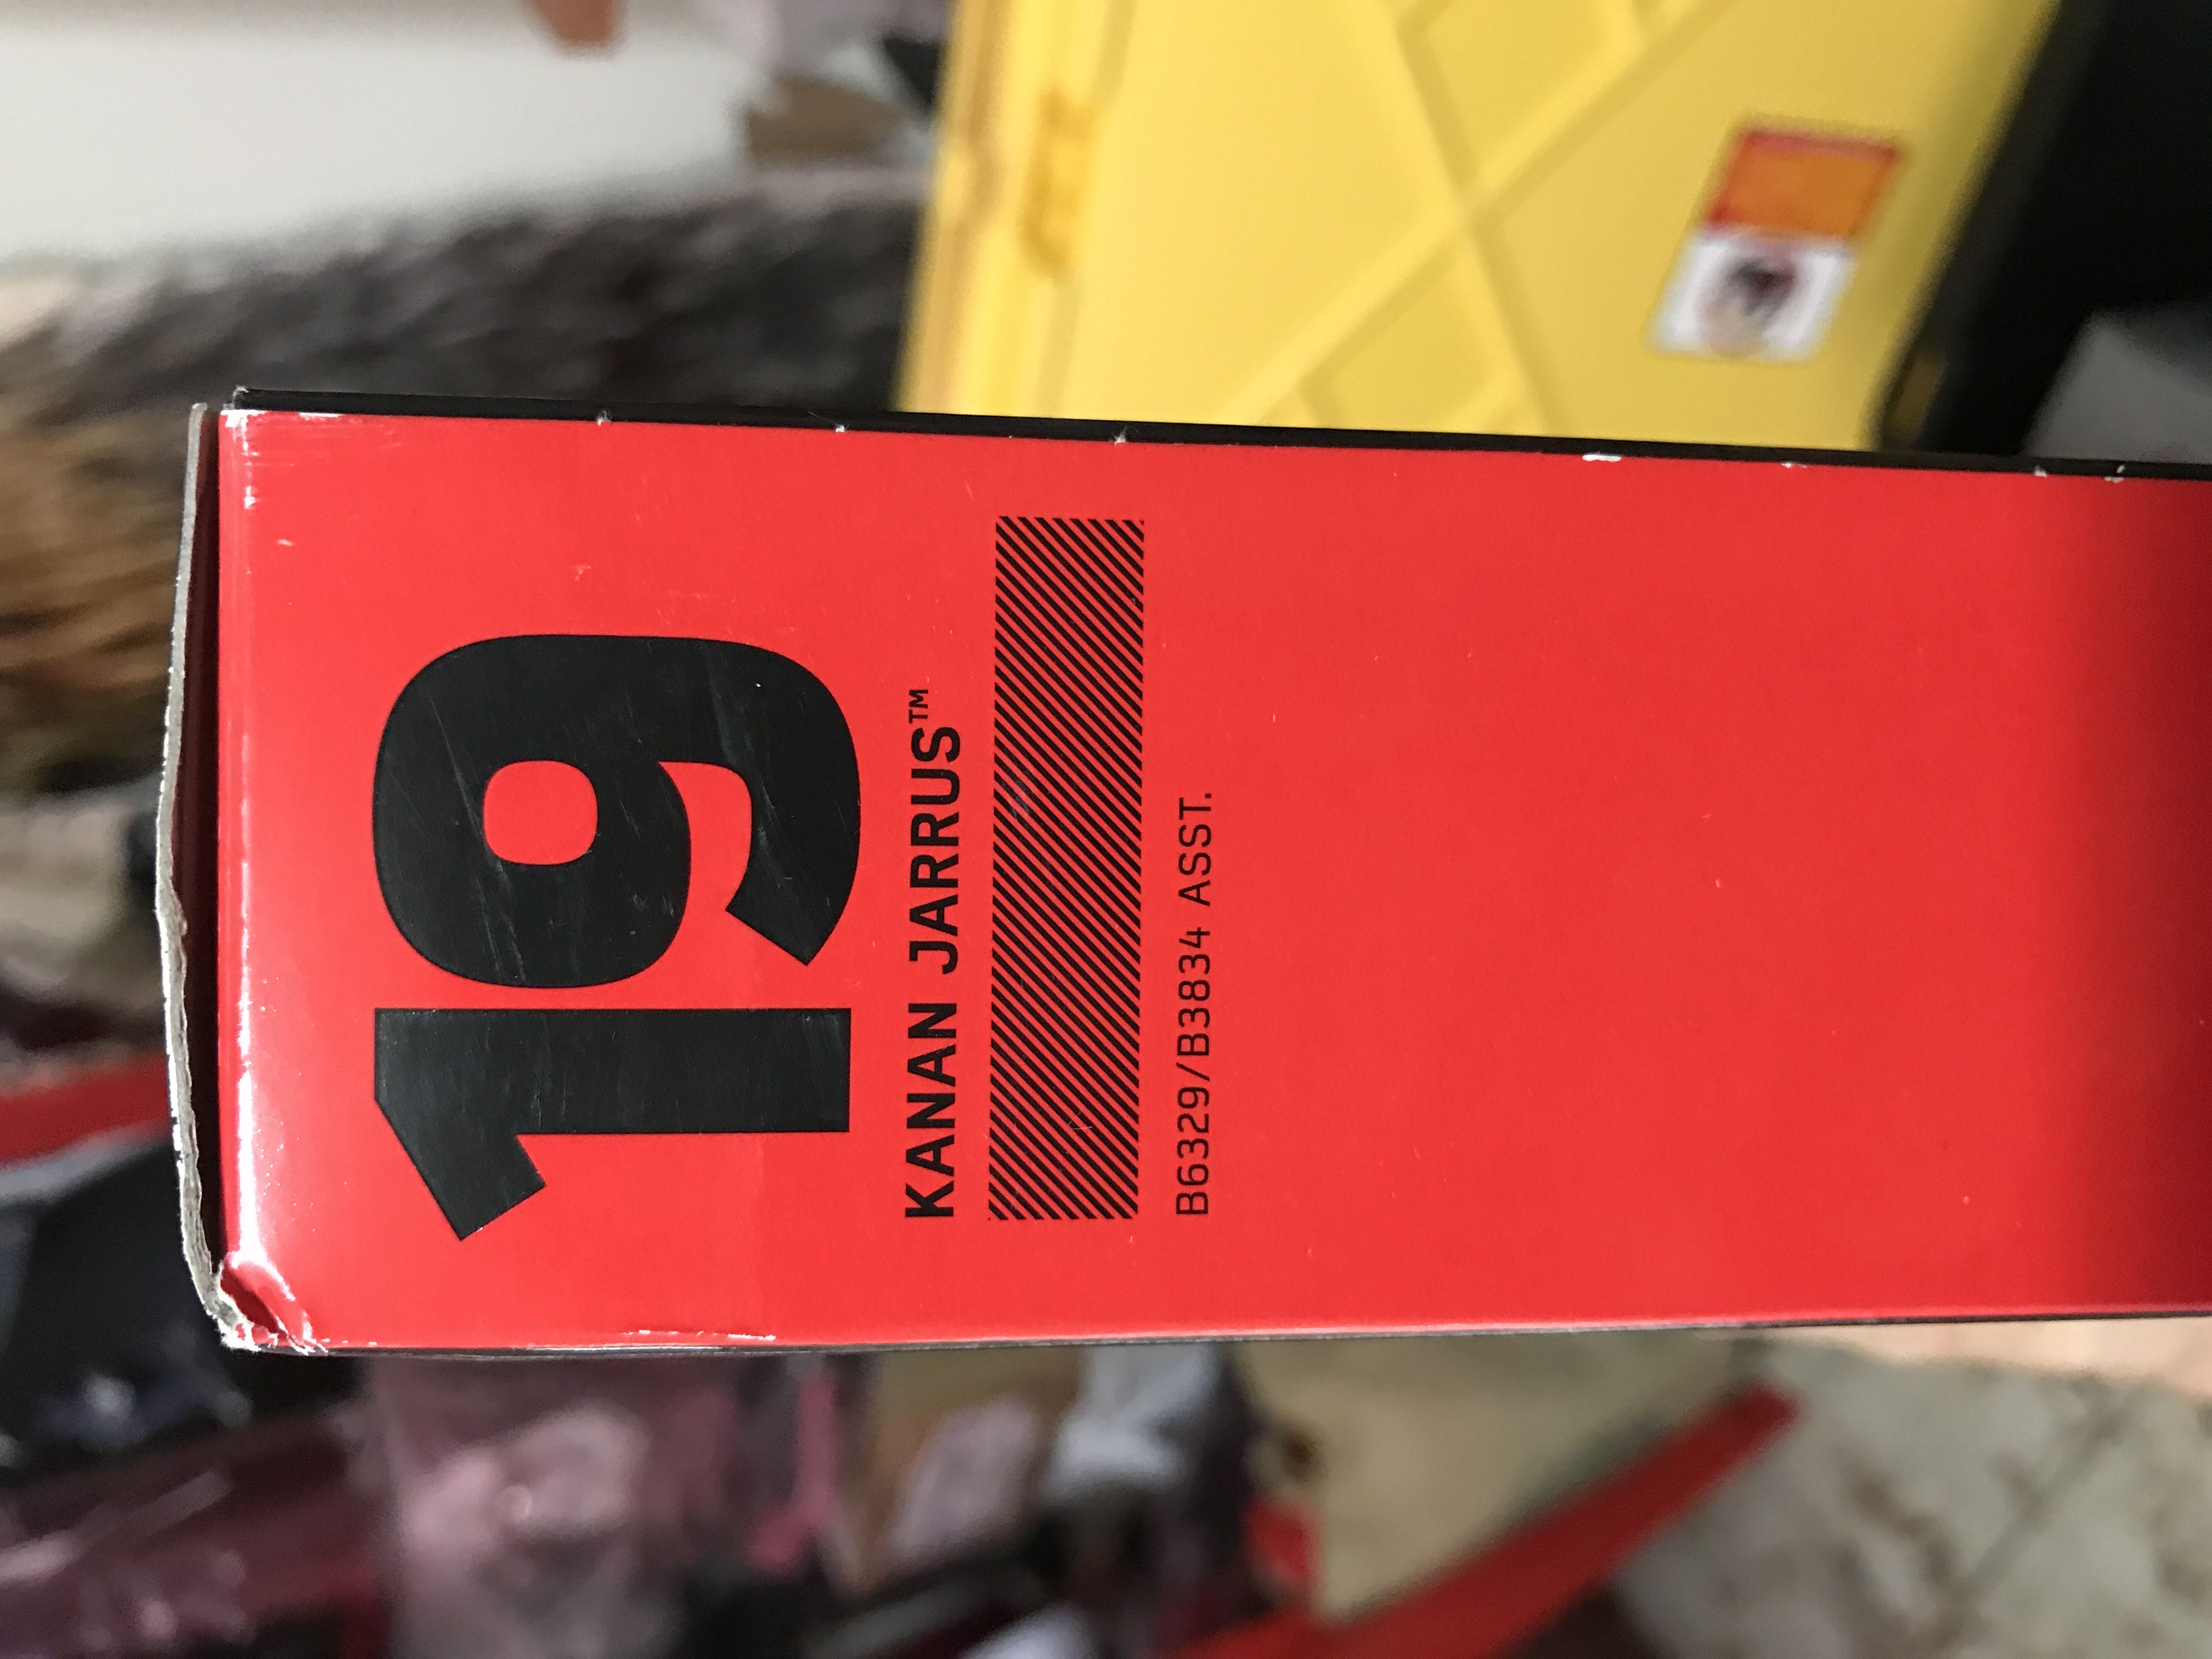 19
KANAN JARRUS™
B6329/B3834 ASST.